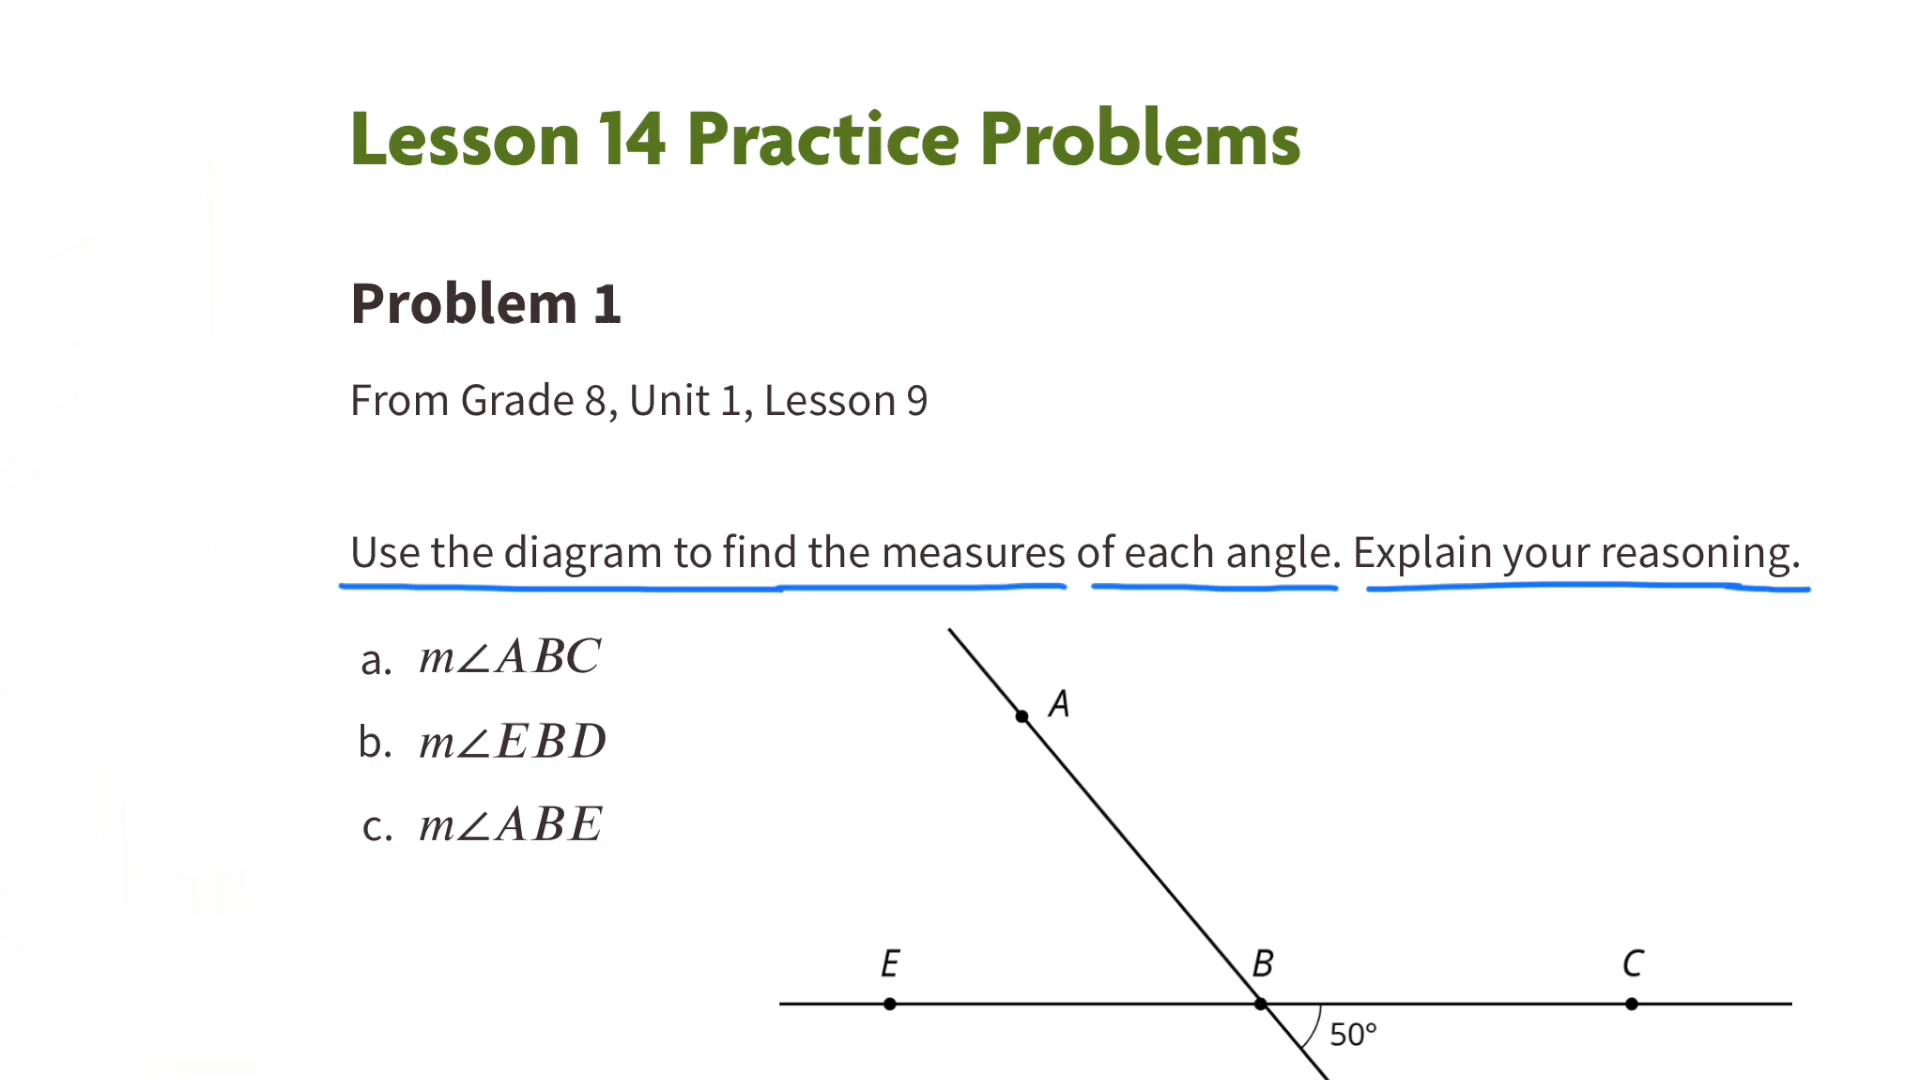 Lesson 14 Practice Problems
Problem 1
From Grade 8, Unit 1, Lesson 9
Use the diagram to find the measures of each angle. Explain your reasoning.
a. m∠ABC
b. m∠EBD
c. m∠ABE
A
E
B
C
50°